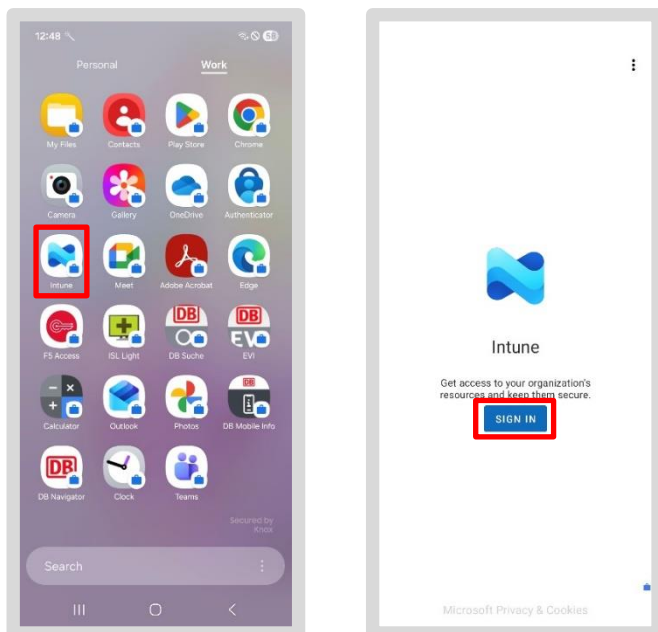 12:48
58
Personal
Work
My Files
Contacts
Play Store
Chrome
Camera
Gallery
OneDrive
Authenticator
Intune
Meet
Adobe Acrobat
Edge
DB
DB
EVI
F5 Access
ISL Light
DB Suche
EVI
DB
Calculator
Outlook
Photos
DB Mobile Info
DB
DB Navigator
Clock
Teams
Secured by
Knox
Search
Intune
Get access to your organization's
resources and keep them secure.
SIGN IN
Microsoft Privacy & Cookies